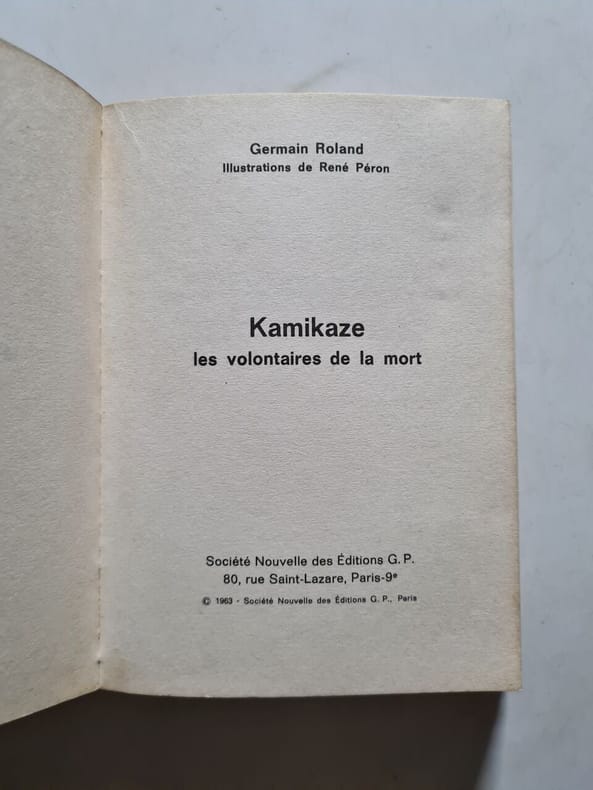 Germain Roland
Illustrations de René Péron
Kamikaze
les volontaires de la mort
Société Nouvelle des Éditions G. P.
80, rue Saint-Lazare, Paris-9e
© 1963 - Société Nouvelle des Éditions G. P., Paris